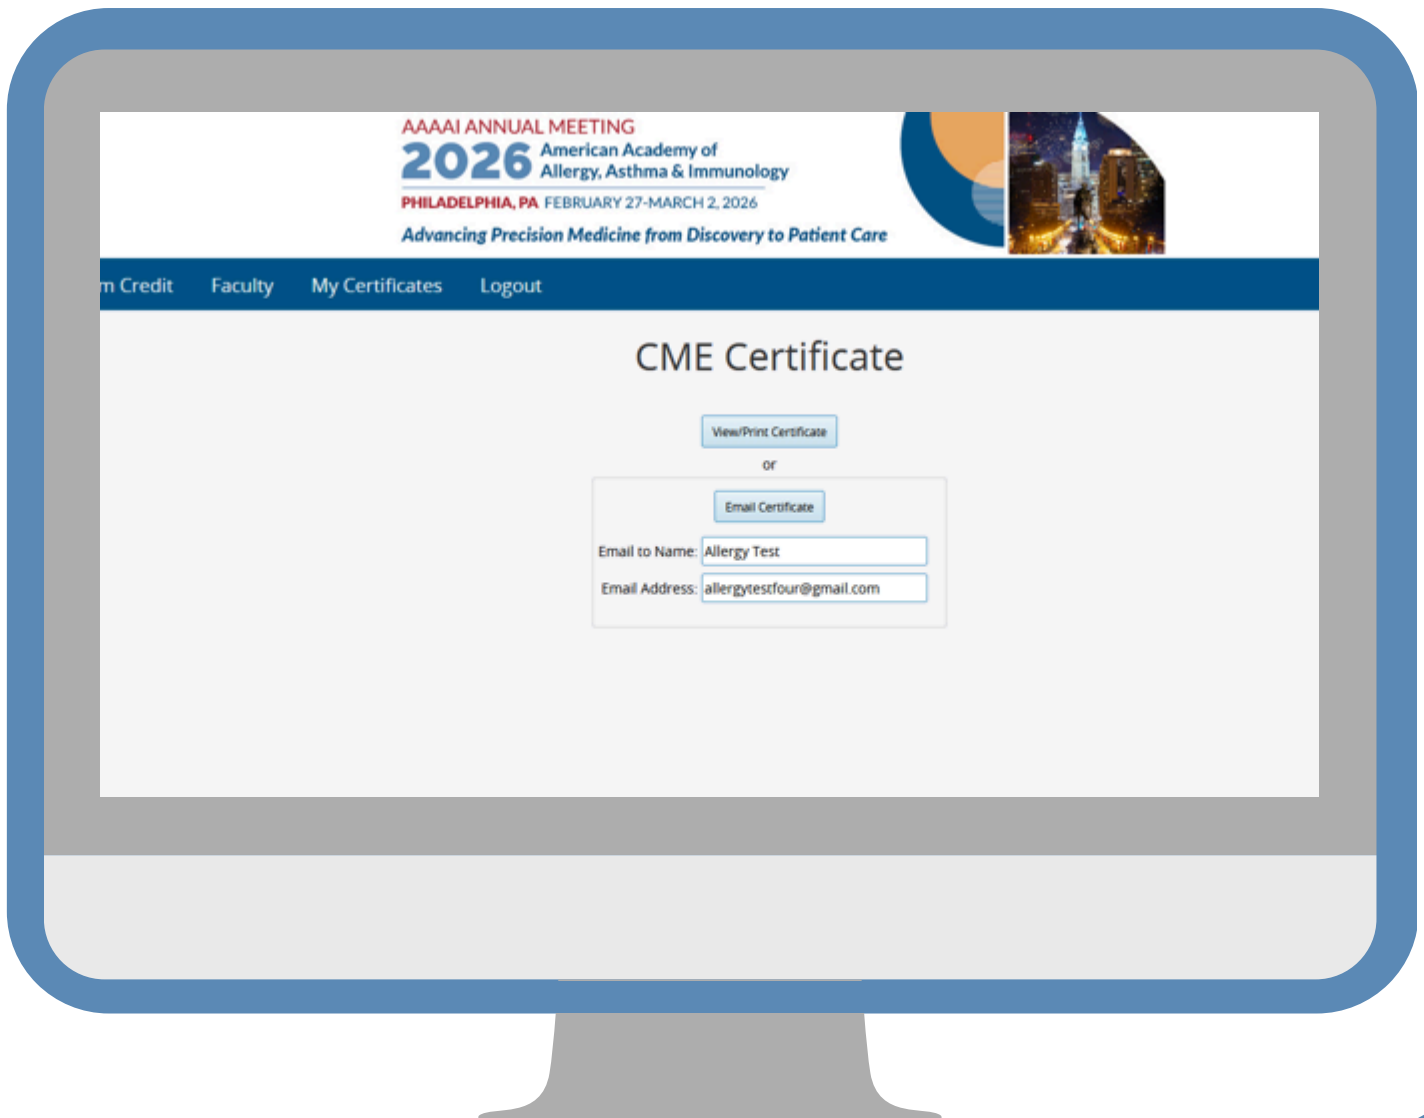 AAAAI ANNUAL MEETING
2026 American Academy of
Allergy, Asthma & Immunology
PHILADELPHIA, PA FEBRUARY 27-MARCH 2, 2026
Advancing Precision Medicine from Discovery to Patient Care
m Credit Faculty My Certificates Logout
CME Certificate
View/Print Certificate
or
Email Certificate
Email to Name: Allergy Test
Email Address: allergytestfour@gmail.com